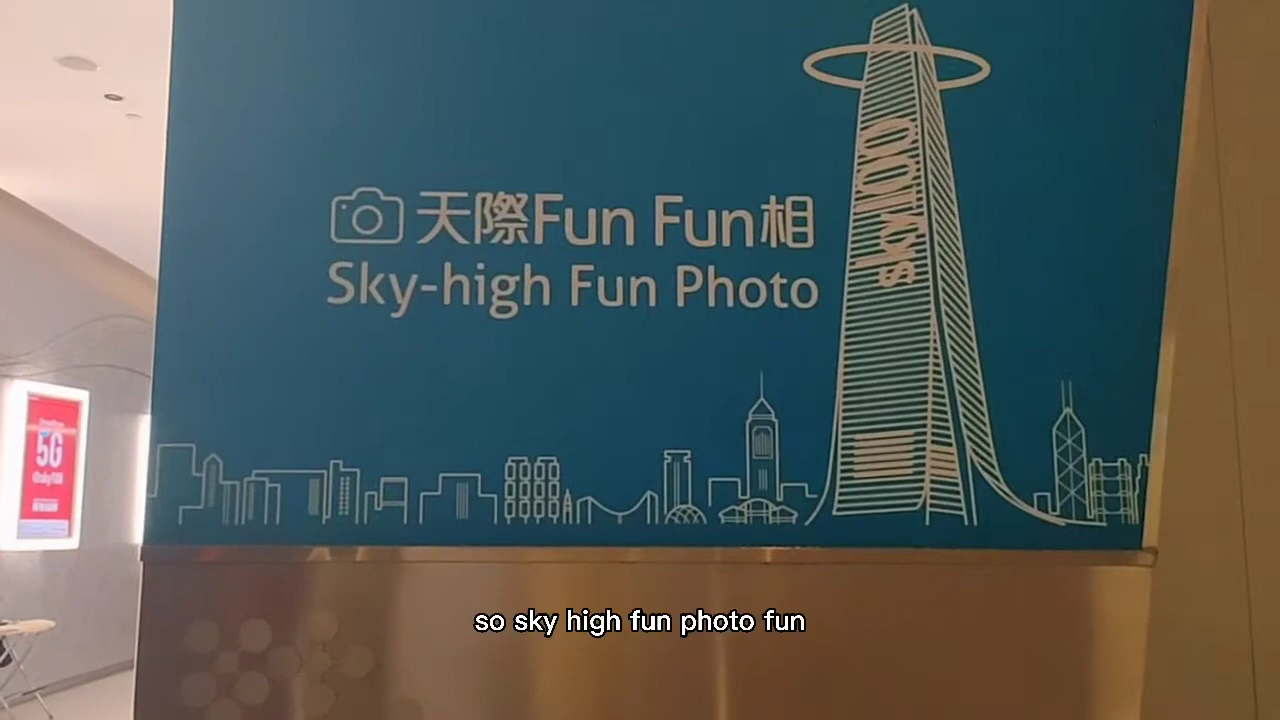 天際Fun Fun相
Sky-high Fun Photo
sky100
5G
@sky100
so sky high fun photo fun